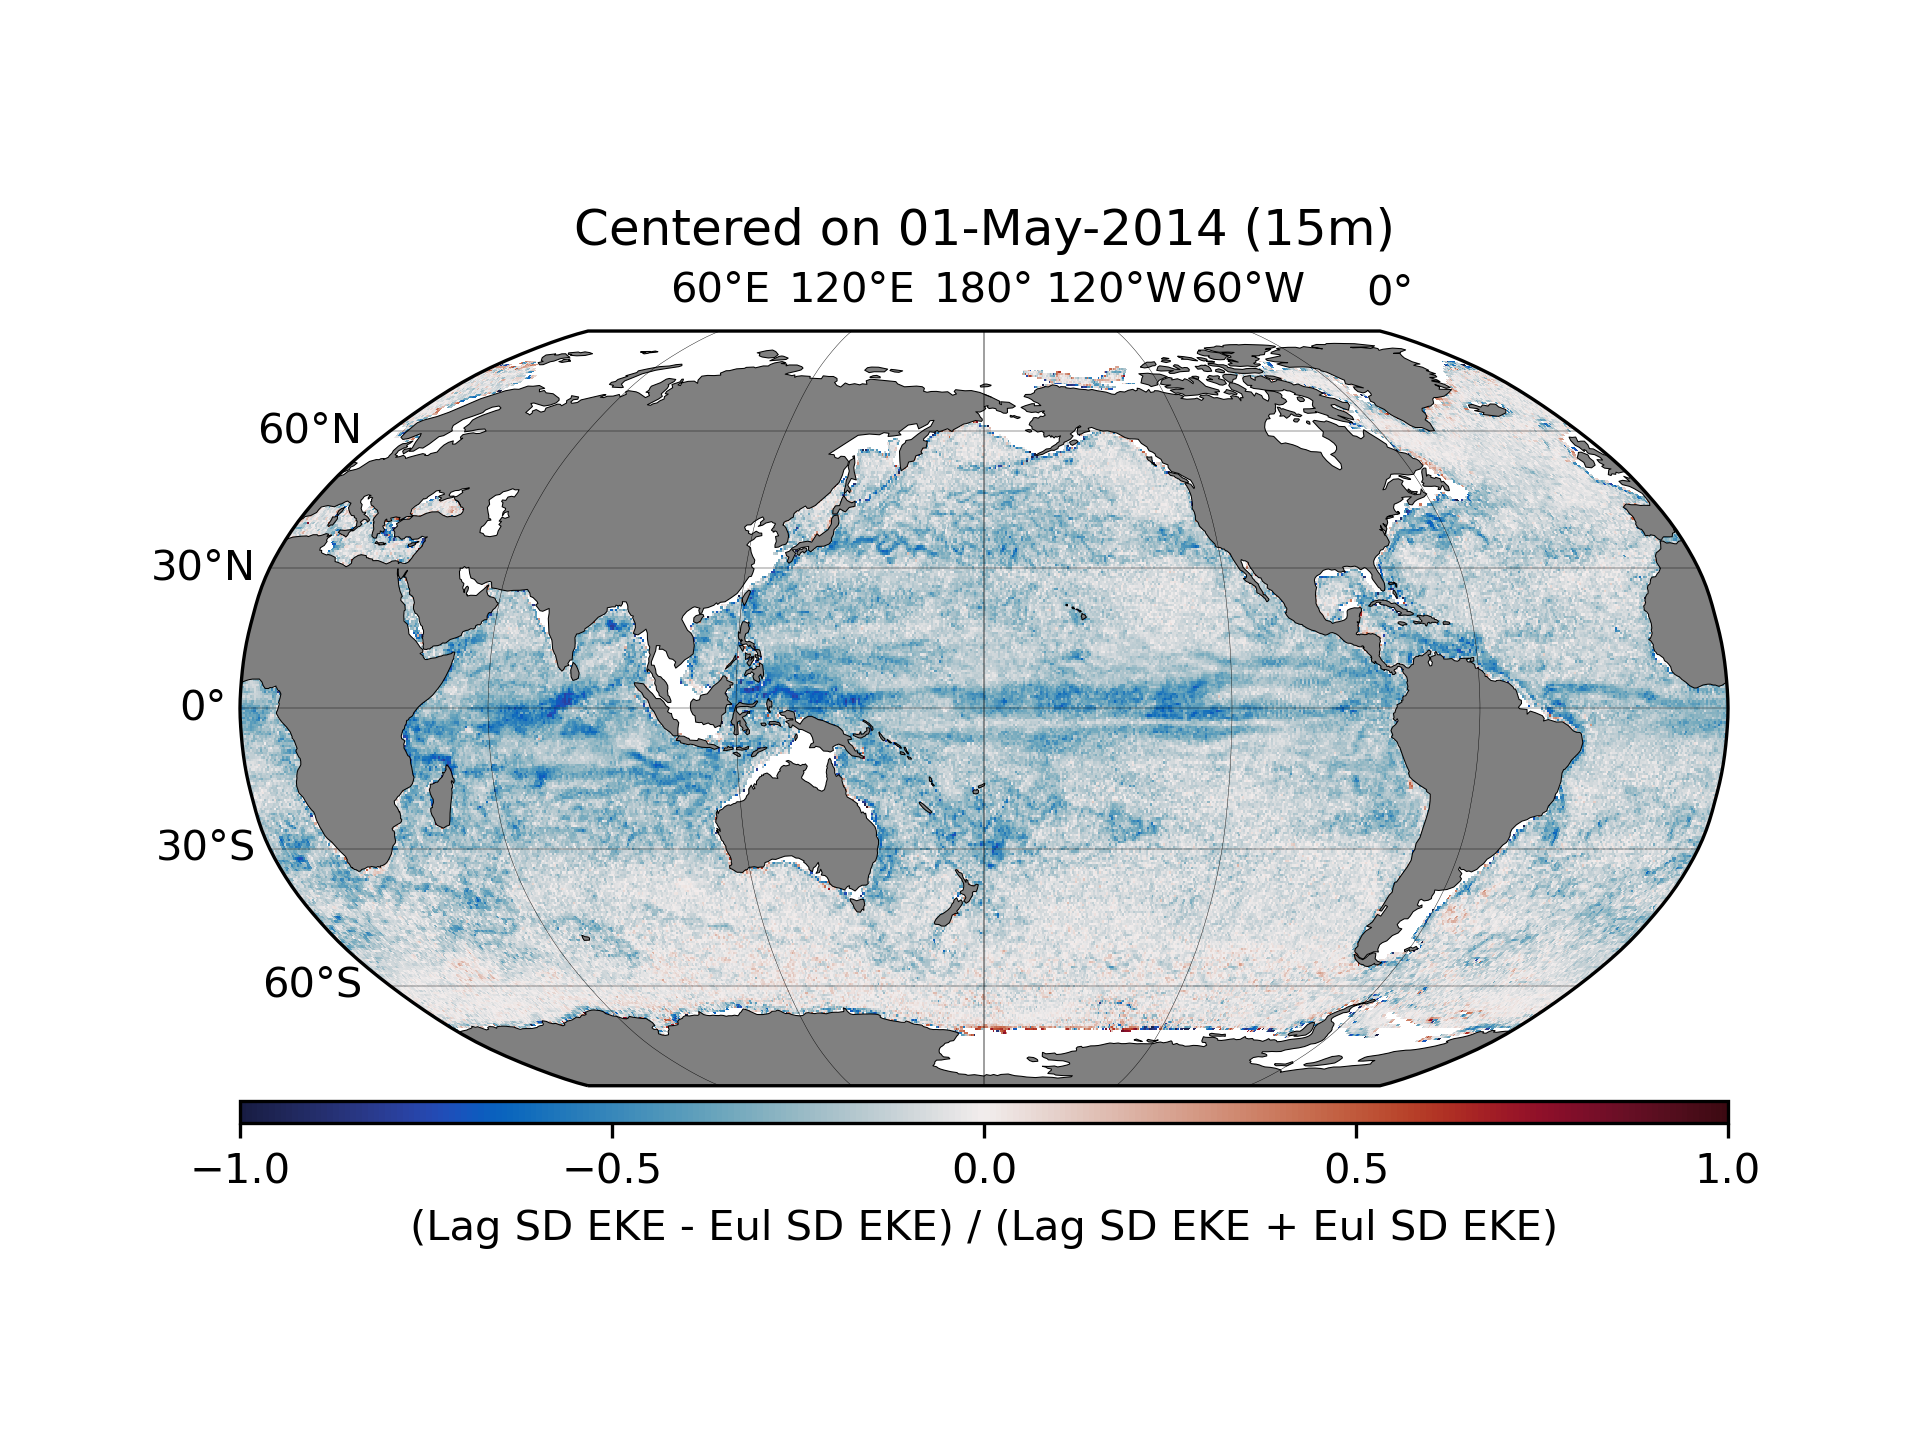 Centered on 01-May-2014 (15m)
60°E 120°E 180° 120°W 60°W 0°
60°N
30°N
0°
30°S
60°S
−1.0 −0.5 0.0 0.5 1.0
(Lag SD EKE - Eul SD EKE) / (Lag SD EKE + Eul SD EKE)